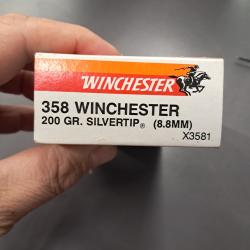 WINCHESTER
358 WINCHESTER
200 GR. SILVERTIP® (8.8MM)
X3581